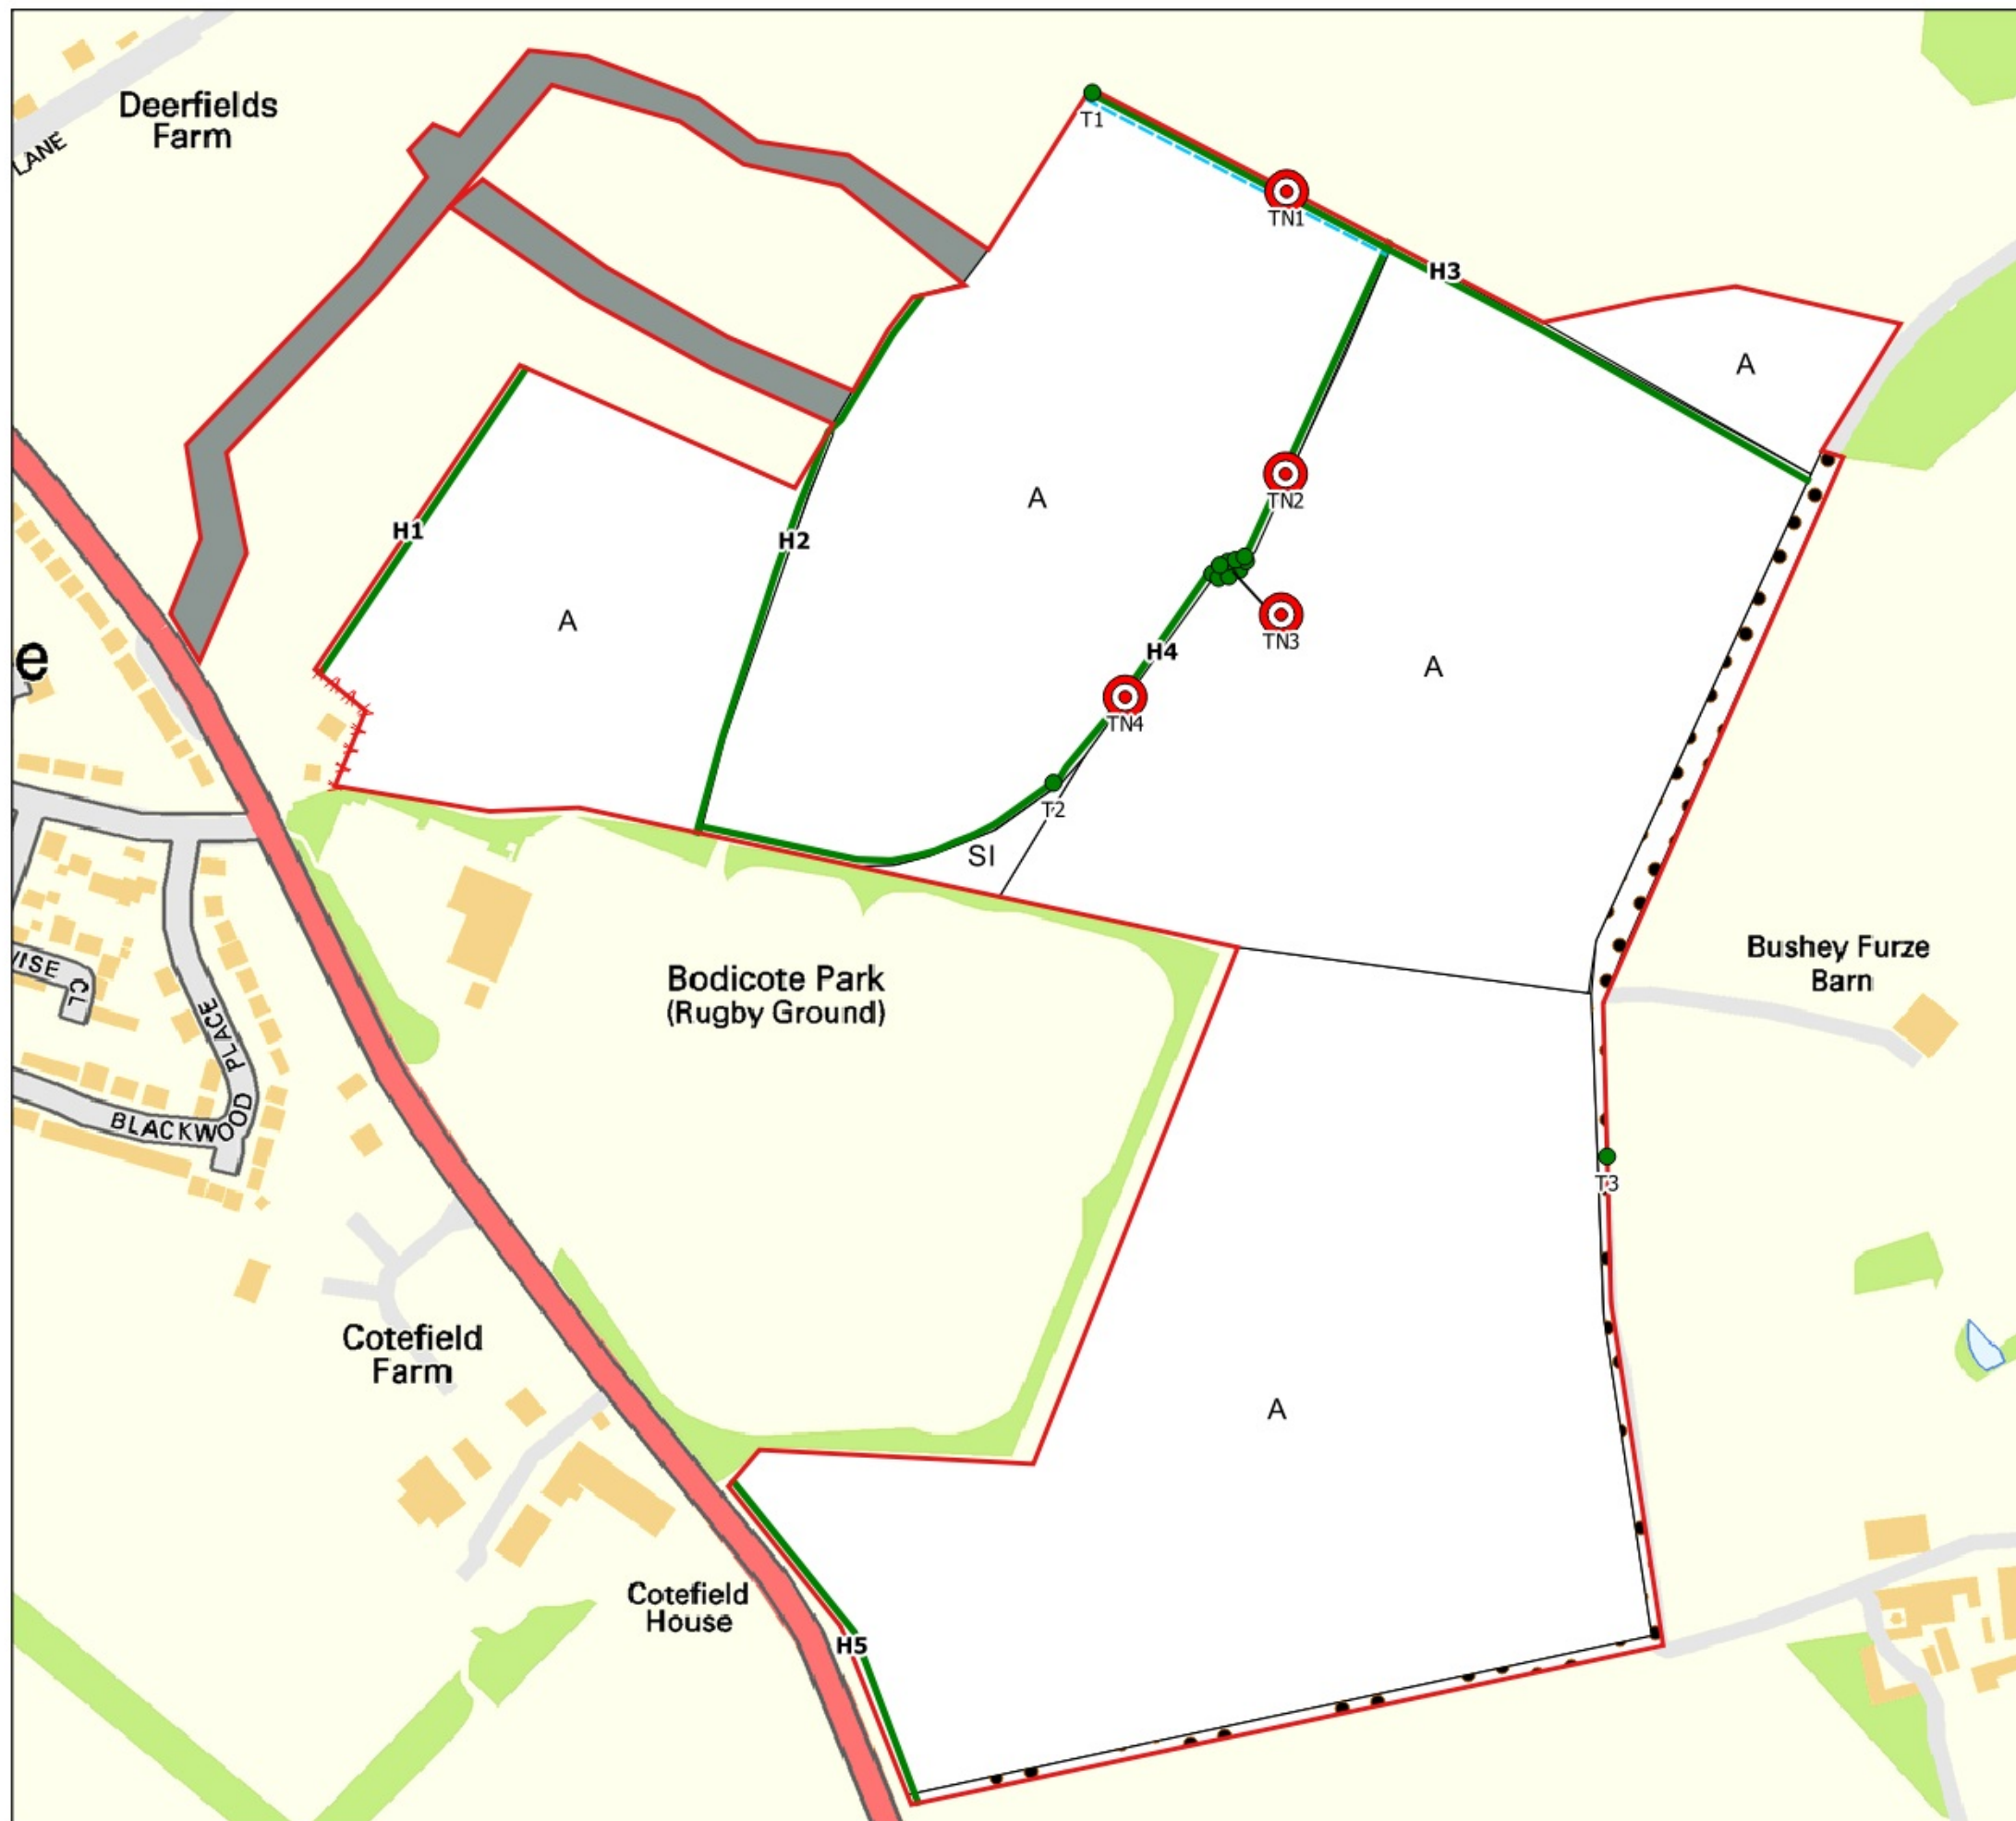 Deerfields
Farm
LANE
T1
TN1
H3
A
TN2
A
H1
H2
A
TN3
H4
A
e
TN4
T2
SI
Bushey Furze
Barn
Bodicote Park
(Rugby Ground)
VISE CL
BLACKWOOD PLACE
T3
Cotefield
Farm
A
Cotefield
House
H5